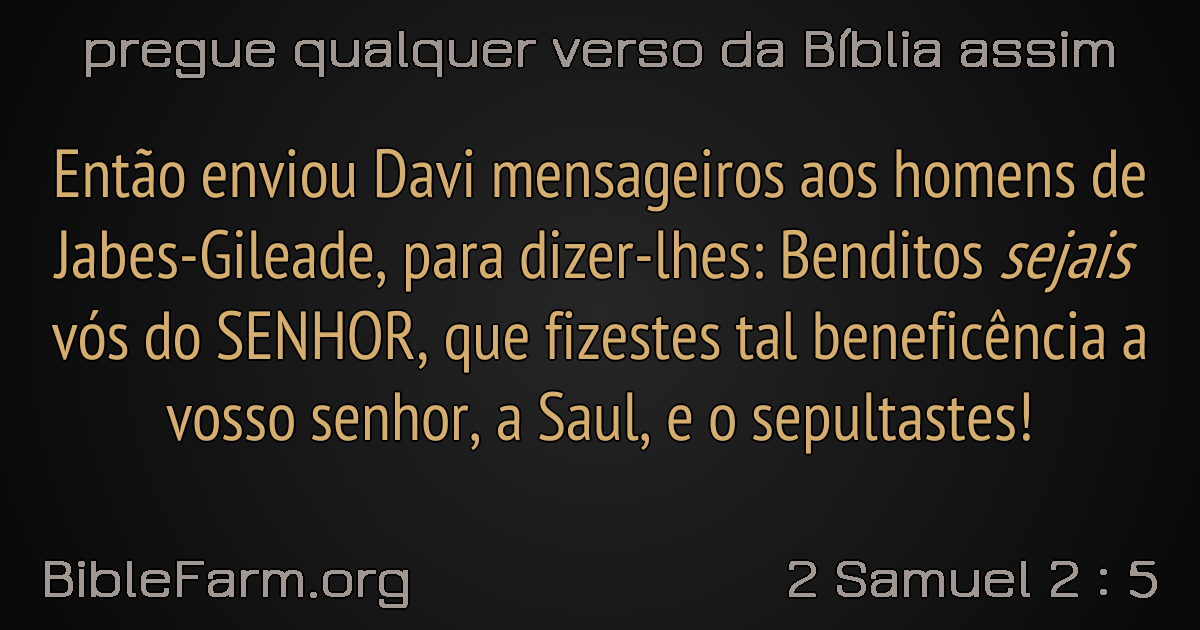 pregue qualquer verso da Bíblia assim
Então enviou Davi mensageiros aos homens de
Jabes-Gileade, para dizer-lhes: Benditos sejais
vós do SENHOR, que fizestes tal beneficência a
vosso senhor, a Saul, e o sepultastes!
BibleFarm.org
2 Samuel 2 : 5